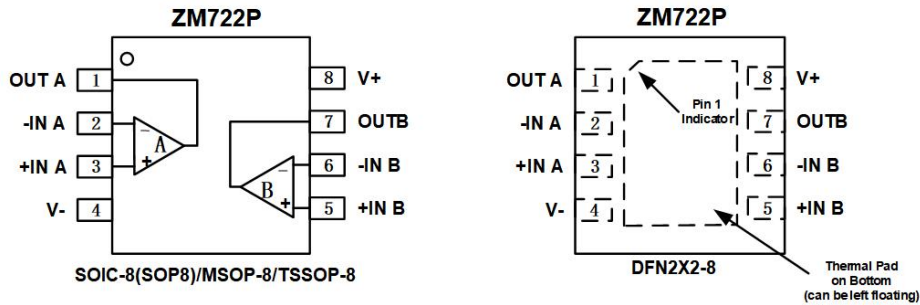 ZM722P
OUT A
1
8
V+
-IN A
2
-
A
7
OUTB
+IN A
3
+
-
6
-IN B
B
V-
4
+
5
+IN B
SOIC-8(SOP8)/MSOP-8/TSSOP-8
ZM722P
OUT A
1
8
V+
Pin 1
Indicator
-IN A
2
7
OUTB
+IN A
3
6
-IN B
V-
4
5
+IN B
DFN2X2-8
Thermal Pad
on Bottom
(can be left floating)